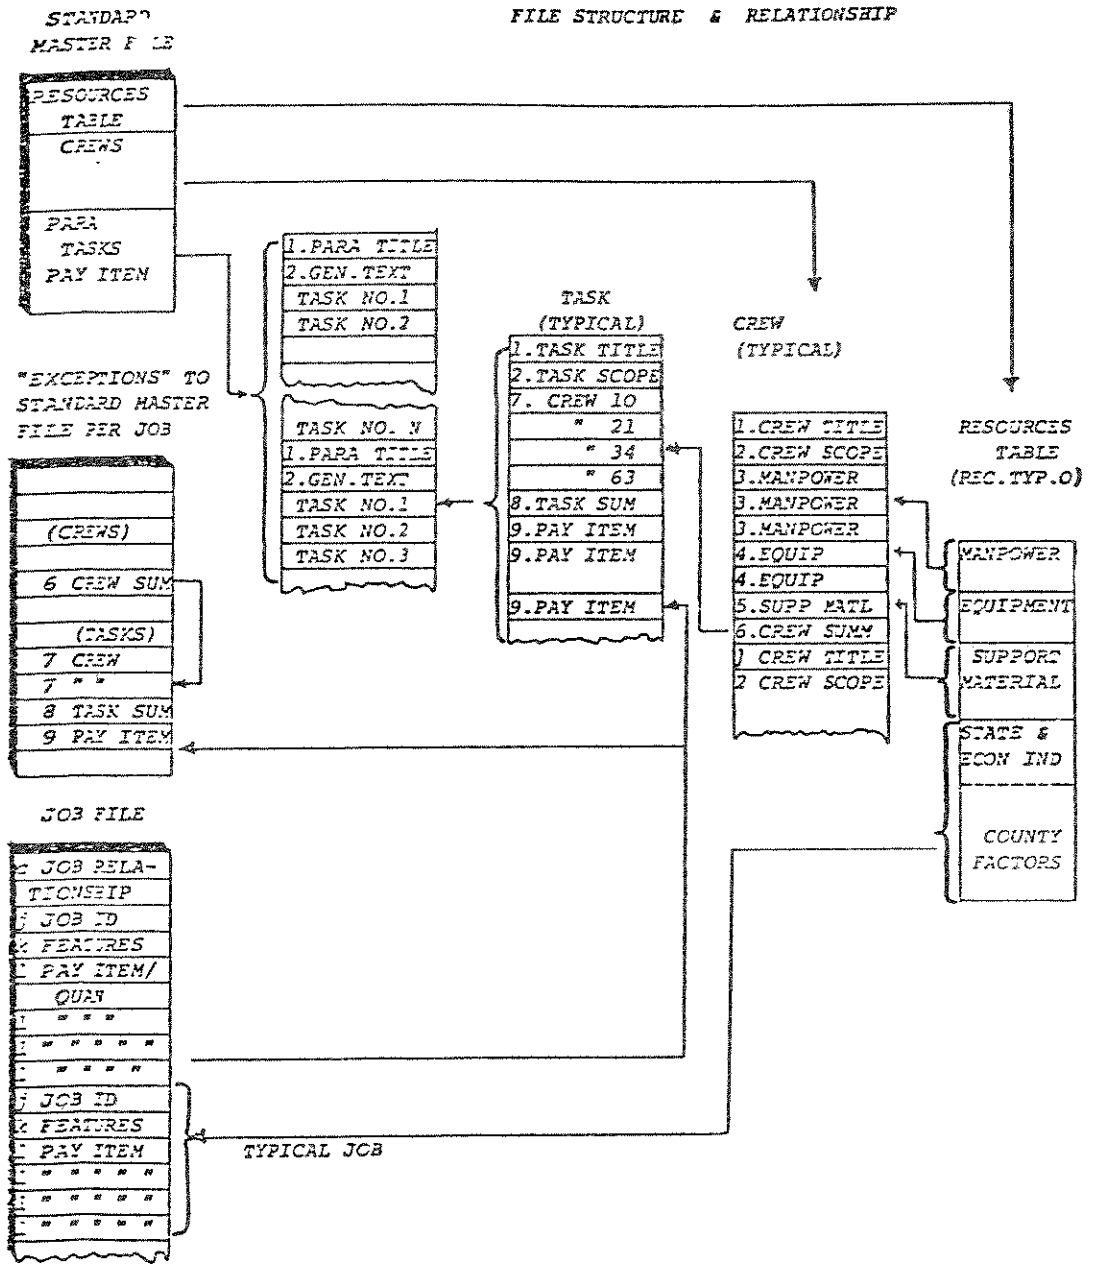 FILE STRUCTURE & RELATIONSHIP
STANDARD
MASTER FILE
RESOURCES
TABLE
CREWS
PARA
TASKS
PAY ITEM
"EXCEPTIONS" TO
STANDARD MASTER
FILE PER JOB
(CREWS)
6 CREW SUM
(TASKS)
7 CREW
7 " "
8 TASK SUM
9 PAY ITEM
JOB FILE
JOB RELA-
TIONSHIP
j JOB ID
k FEATURES
l PAY ITEM/
QUAN
l " " "
l " " " " "
l " " " "
j JOB ID
k FEATURES
l PAY ITEM
l " " " " "
l " " " " "
l " " " " "
TYPICAL JOB
1.PARA TITLE
2.GEN.TEXT
TASK NO.1
TASK NO.2
TASK NO. N
1.PARA TITLE
2.GEN.TEXT
TASK NO.1
TASK NO.2
TASK NO.3
TASK
(TYPICAL)
1.TASK TITLE
2.TASK SCOPE
7. CREW 10
" 21
" 34
" 63
8.TASK SUM
9.PAY ITEM
9.PAY ITEM
9.PAY ITEM
CREW
(TYPICAL)
1.CREW TITLE
2.CREW SCOPE
3.MANPOWER
3.MANPOWER
3.MANPOWER
4.EQUIP
4.EQUIP
5.SUPP MATL
6.CREW SUMM
1 CREW TITLE
2 CREW SCOPE
RESOURCES
TABLE
(REC.TYP.0)
MANPOWER
EQUIPMENT
SUPPORT
MATERIAL
STATE &
ECON IND
COUNTY
FACTORS